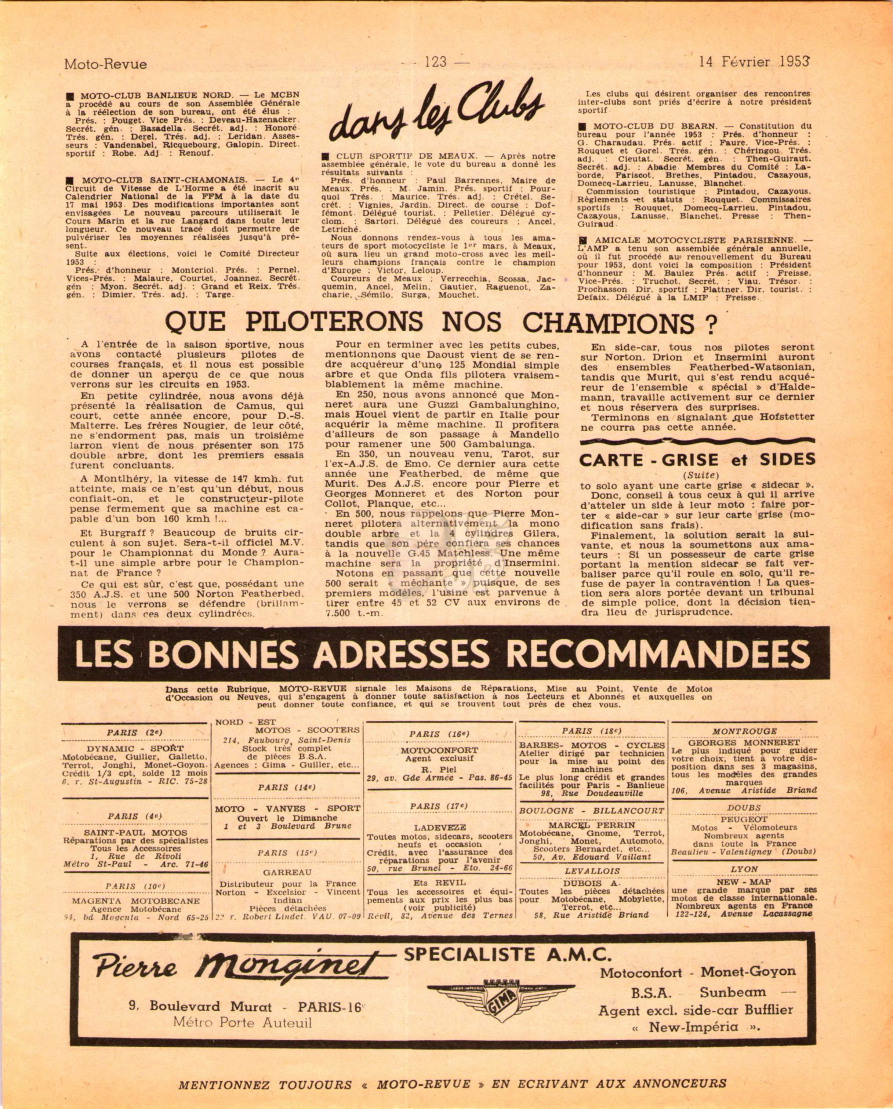 Moto-Revue
— 123 —
14 Février 1953
■ MOTO-CLUB BANLIEUE NORD. — Le MCBN
a procédé au cours de son Assemblée Générale
à la réélection de son bureau, ont été élus :
Prés. : Pouget. Vice Prés. : Deveau-Hazenacker.
Secrét. gén. : Basadella. Secrét. adj. : Honoré
Trés. gén. : Derel. Trés. adj. : Leridan. Asses-
seurs : Vandenabel, Ricquebourg, Galopin. Direct.
sportif : Robe. Adj. : Renouf.
■ MOTO-CLUB SAINT-CHAMONAIS. — Le 4e
Circuit de Vitesse de L'Horme a été inscrit au
Calendrier National de la FFM à la date du
17 mai 1953. Des modifications importantes sont
envisagées. Le nouveau parcours utiliserait le
Cours Marin et la rue Langard dans toute leur
longueur. Ce nouveau tracé doit permettre de
pulvériser les moyennes réalisées jusqu'à pré-
sent.
Suite aux élections, voici le Comité Directeur
1953 :
Prés. d'honneur : Monteriol. Prés. : Pernel.
Vices-Prés. : Malaure, Courtet, Joannez. Secrét.
gén. : Myon. Secrét. adj. : Grand et Reix. Trés.
gén. : Dimier. Trés. adj. : Targe.
dans les Clubs
■ CLUB SPORTIF DE MEAUX. — Après notre
assemblée générale, le vote du bureau a donné les
résultats suivants :
Prés. d'honneur : Paul Barrennes, Maire de
Meaux. Prés. : M. Jamin. Prés. sportif : Pour-
quoi Trés. : Maurice. Trés. adj. : Crétel. Se-
crét. : Vignies, Jardin. Direct. de course : Dof-
fémont. Délégué tourist. : Pelletier. Délégué cy-
clom. : Sartori. Délégué des coureurs : Ancel,
Letriché.
Nous donnons rendez-vous à tous les ama-
teurs de sport motocycliste le 1er mars, à Meaux,
où aura lieu un grand moto-cross avec les meil-
leurs champions français contre le champion
d'Europe : Victor, Leloup.
Coureurs de Meaux : Verrecchia, Scossa, Jac-
quemin, Ancel, Melin, Gautier, Raguenot, Za-
charie, Sémilo, Surga, Mouchet.
Les clubs qui désirent organiser des rencontres
inter-clubs sont priés d'écrire à notre président
sportif
■ MOTO-CLUB DU BEARN. — Constitution du
bureau pour l'année 1953 : Prés. d'honneur :
G. Charaudau. Prés. actif : Faure. Vice-Prés. :
Rouquet et Gorel. Trés. gén. : Chéringou. Trés.
adj. : Cieutat. Secrét. gén. : Then-Guiraut.
Secrét. adj. : Abadie. Membres du Comité : La-
borde, Farisot, Brethes, Pintadou, Cazayous,
Domecq-Larrieu, Lanusse, Blanchet.
Commission touristique : Pintadou, Cazayous.
Règlements et statuts : Rouquet. Commissaires
sportifs : Rouquet, Domecq-Larrieu, Pintadou,
Cazayous, Lanusse, Blanchet. Presse : Then-
Guiraud
■ AMICALE MOTOCYCLISTE PARISIENNE. —
L'AMP a tenu son assemblée générale annuelle,
où il fut procédé au renouvellement du Bureau
pour 1953, dont voici la composition : Président
d'honneur : M. Baulez Prés. actif : Freisse.
Vice-Prés. : Truchot. Secrét. : Viau. Trésor. :
Prochasson Dir. sportif : Plattner. Dir. tourist. :
Defaix. Délégué à la LMIF : Freisse.
QUE PILOTERONS NOS CHAMPIONS ?
A l'entrée de la saison sportive, nous
avons contacté plusieurs pilotes de
courses français, et il nous est possible
de donner un aperçu de ce que nous
verrons sur les circuits en 1953.
En petite cylindrée, nous avons déjà
présenté la réalisation de Camus, qui
court, cette année encore, pour D.-S.
Malterre. Les frères Nougier, de leur côté,
ne s'endorment pas, mais un troisième
larron vient de nous présenter son 175
double arbre, dont les premiers essais
furent concluants.
A Montlhéry, la vitesse de 147 kmh. fut
atteinte, mais ce n'est qu'un début, nous
confiait-on, et le constructeur-pilote
pense fermement que sa machine est ca-
pable d'un bon 160 kmh !...
Et Burgraff ? Beaucoup de bruits cir-
culent à son sujet. Sera-t-il officiel M.V.
pour le Championnat du Monde ? Aura-
t-il une simple arbre pour le Champion-
nat de France ?
Ce qui est sûr, c'est que, possédant une
350 A.J.S. et une 500 Norton Featherbed,
nous le verrons se défendre (brillam-
ment) dans ces deux cylindrées.
Pour en terminer avec les petits cubes,
mentionnons que Daoust vient de se ren-
dre acquéreur d'une 125 Mondial simple
arbre et que Onda fils pilotera vraisem-
blablement la même machine.
En 250, nous avons annoncé que Mon-
neret aura une Guzzi Gambalunghino,
mais Houel vient de partir en Italie pour
acquérir la même machine. Il profitera
d'ailleurs de son passage à Mandello
pour ramener une 500 Gambalunga.
En 350, un nouveau venu, Tarot, sur
l'ex-A.J.S. de Emo. Ce dernier aura cette
année une Featherbed, de même que
Murit. Des A.J.S. encore pour Pierre et
Georges Monneret et des Norton pour
Collot, Planque, etc...
En 500, nous rappelons que Pierre Mon-
neret pilotera alternativement la mono
double arbre et la 4 cylindres Gilera,
tandis que son père confiera ses chances
à la nouvelle G.45 Matchless. Une même
machine sera la propriété d'Insermini.
Notons en passant que cette nouvelle
500 serait « méchante », puisque, de ses
premiers modèles, l'usine est parvenue à
tirer entre 45 et 52 CV aux environs de
7.500 t.-m.
En side-car, tous nos pilotes seront
sur Norton. Drion et Insermini auront
des ensembles Featherbed-Watsonian,
tandis que Murit, qui s'est rendu acqué-
reur de l'ensemble « spécial » d'Halde-
mann, travaille activement sur ce dernier
et nous réservera des surprises.
Terminons en signalant que Hofstetter
ne courra pas cette année.
CARTE - GRISE et SIDES
(Suite)
to solo ayant une carte grise « sidecar ».
Donc, conseil à tous ceux à qui il arrive
d'atteler un side à leur moto : faire por-
ter « side-car » sur leur carte grise (mo-
dification sans frais).
Finalement, la solution serait la sui-
vante, et nous la soumettons aux ama-
teurs : Si un possesseur de carte grise
portant la mention sidecar se fait ver-
baliser parce qu'il roule en solo, qu'il re-
fuse de payer la contravention ! La ques-
tion sera alors portée devant un tribunal
de simple police, dont la décision tien-
dra lieu de jurisprudence.
LES BONNES ADRESSES RECOMMANDEES
Dans cette Rubrique, MOTO-REVUE signale les Maisons de Réparations, Mise au Point, Vente de Motos
d'Occasion ou Neuves, qui s'engagent à donner toute satisfaction à nos Lecteurs et Abonnés et auxquelles on
peut donner toute confiance, et qui se trouvent tout près de chez vous.
PARIS (2e)
DYNAMIC - SPORT
Motobécane, Guiller, Galletto,
Terrot, Jonghi, Monet-Goyon.
Crédit 1/3 cpt, solde 12 mois
6, r. St-Augustin - RIC. 75-28
PARIS (4e)
SAINT-PAUL MOTOS
Réparations par des spécialistes
Tous les Accessoires
1, Rue de Rivoli
Métro St-Paul - Arc. 71-46
PARIS (10e)
MAGENTA MOTOBECANE
Agence Motobécane
84, bd Magenta - Nord 65-25
NORD - EST
MOTOS - SCOOTERS
214, Faubourg Saint-Denis
Stock très complet
de pièces B.S.A.
Agences : Gima - Guiller, etc...
PARIS (14e)
MOTO - VANVES - SPORT
Ouvert le Dimanche
1 et 3 Boulevard Brune
PARIS (15e)
GARREAU
Distributeur pour la France
Norton - Excelsior - Vincent
Indian
Pièces détachées
22 r. Robert Lindet. VAU. 07-09
PARIS (16e)
MOTOCONFORT
Agent exclusif
R. Piel
29, av. Gde Armée - Pas. 86-45
PARIS (17e)
LADEVEZE
Toutes motos, sidecars, scooters
neufs et occasion
Crédit, avec l'assurance des
réparations pour l'avenir
50, rue Brunel - Eto. 24-66
Ets REVIL
Tous les accessoires et équi-
pements aux prix les plus bas
(voir publicité)
Revil, 82, Avenue des Ternes
PARIS (18e)
BARBES- MOTOS - CYCLES
Atelier dirigé par technicien
pour la mise au point des
machines
Le plus long crédit et grandes
facilités pour Paris - Banlieue
98, Rue Doudeauville
BOULOGNE - BILLANCOURT
MARCEL PERRIN
Motobécane, Gnome, Terrot,
Jonghi, Monet, Automoto.
Scooters Bernardet, etc...
50, Av. Edouard Vaillant
LEVALLOIS
DUBOIS A.
Toutes les pièces détachées
pour Motobécane, Mobylette,
Terrot, etc...
58, Rue Aristide Briand
MONTROUGE
GEORGES MONNERET
Le plus indiqué pour guider
votre choix, tient à votre dis-
position dans ses 3 magasins,
tous les modèles des grandes
marques
106, Avenue Aristide Briand
DOUBS
PEUGEOT
Motos - Vélomoteurs
Nombreux agents
dans toute la France
Beaulieu - Valentigney (Doubs)
LYON
NEW - MAP
une grande marque par ses
motos de classe internationale.
Nombreux agents en France
122-124, Avenue Lacassagne
Pierre Monginet
9, Boulevard Murat - PARIS-16e
Métro Porte Auteuil
SPECIALISTE A.M.C.
GIMA
Motoconfort - Monet-Goyon
B.S.A. Sunbeam —
Agent excl. side-car Bufflier
« New-Impéria ».
MENTIONNEZ TOUJOURS « MOTO-REVUE » EN ECRIVANT AUX ANNONCEURS